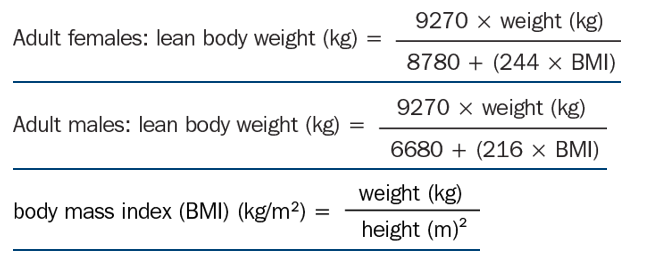 Adult females: lean body weight (kg) = 9270 × weight (kg)
8780 + (244 × BMI)
Adult males: lean body weight (kg) = 9270 × weight (kg)
6680 + (216 × BMI)
body mass index (BMI) (kg/m²) = weight (kg)
height (m)²